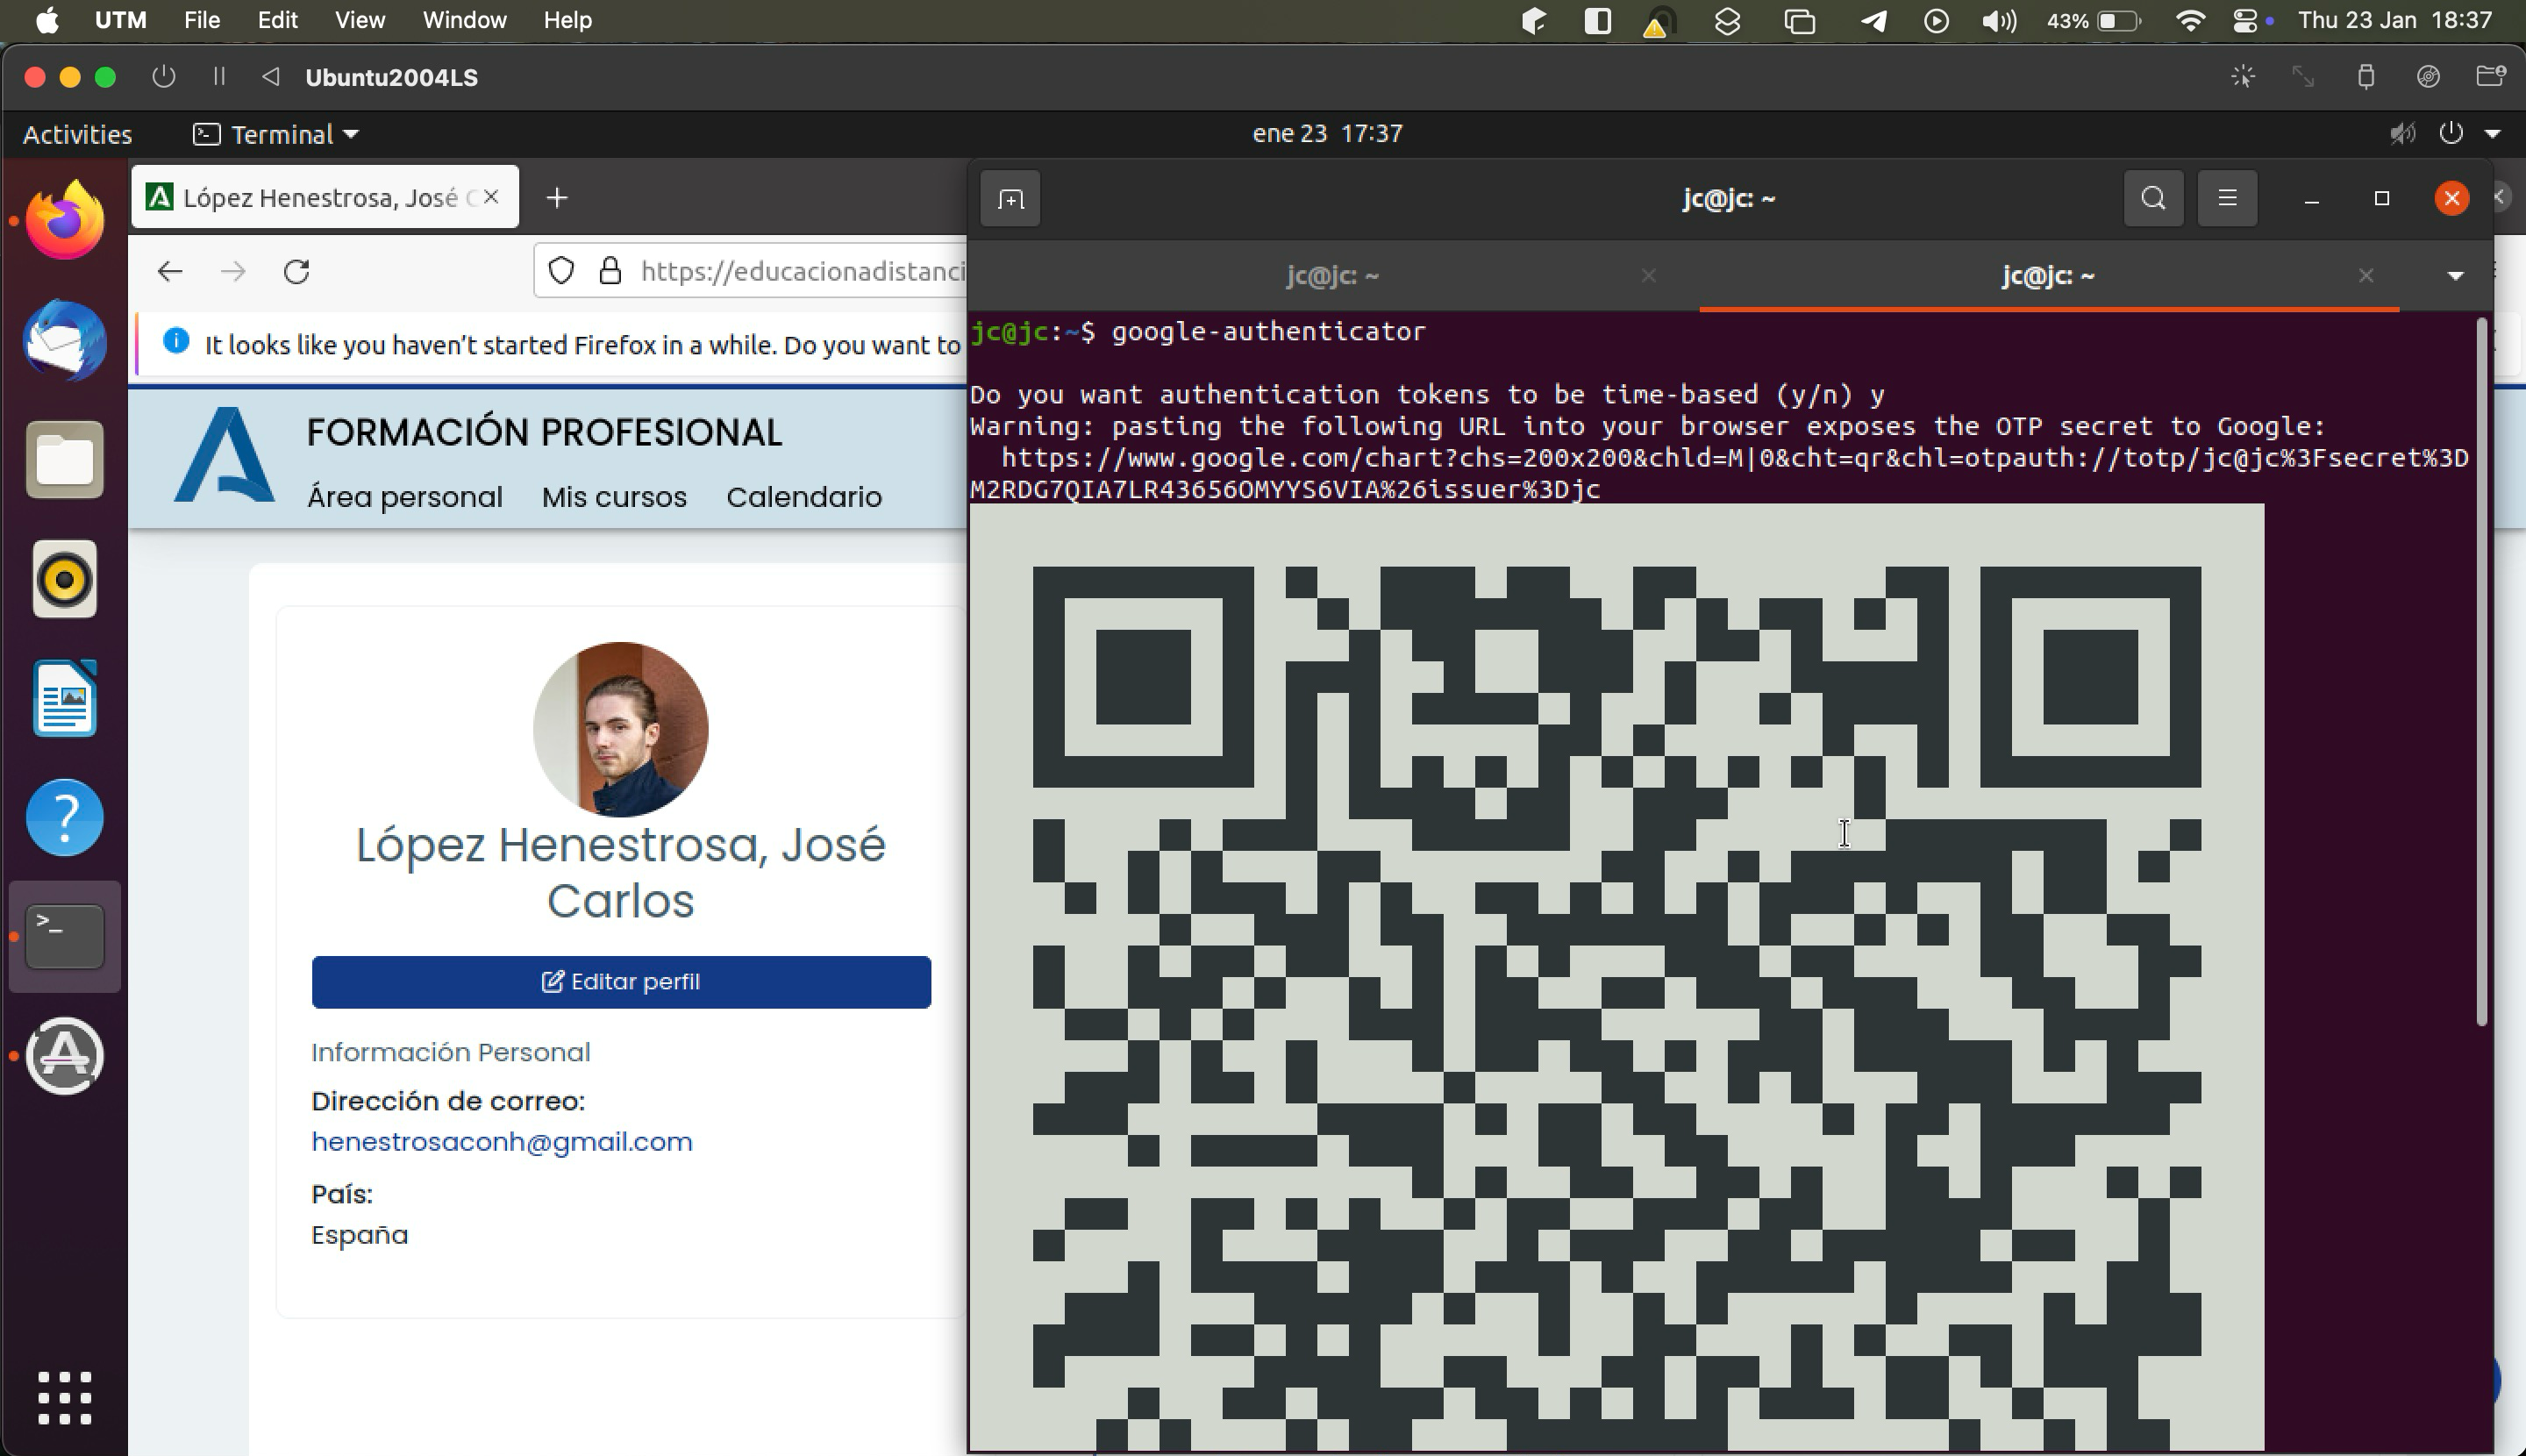 UTM File Edit View Window Help 43% Thu 23 Jan 18:37
Ubuntu2004LS
Activities Terminal ene 23 17:37
López Henestrosa, José C
https://educacionadistanci
It looks like you haven't started Firefox in a while. Do you want to
FORMACIÓN PROFESIONAL
Área personal Mis cursos Calendario
López Henestrosa, José
Carlos
Editar perfil
Información Personal
Dirección de correo:
henestrosaconh@gmail.com
País:
España
jc@jc: ~
jc@jc: ~ jc@jc: ~
jc@jc:~$ google-authenticator
Do you want authentication tokens to be time-based (y/n) y
Warning: pasting the following URL into your browser exposes the OTP secret to Google:
https://www.google.com/chart?chs=200x200&chld=M|0&cht=qr&chl=otpauth://totp/jc@jc%3Fsecret%3D
M2RDG7QIA7LR43656OMYYS6VIA%26issuer%3Djc